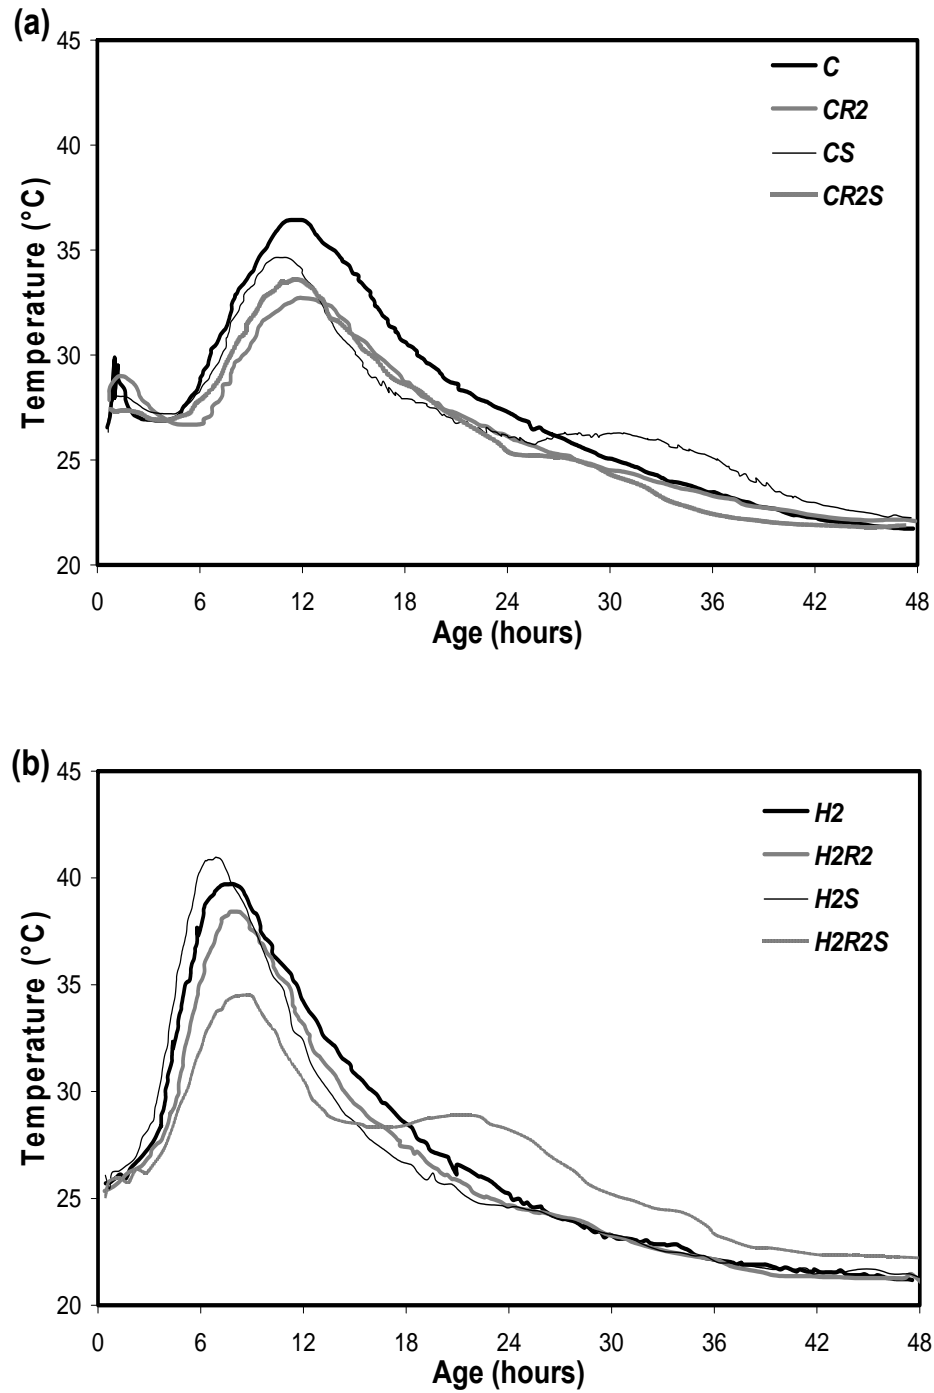 (a)
45
40
35
30
25
20
Temperature (°C)
C
CR2
CS
CR2S
0 6 12 18 24 30 36 42 48
Age (hours)
(b)
45
40
35
30
25
20
Temperature (°C)
H2
H2R2
H2S
H2R2S
0 6 12 18 24 30 36 42 48
Age (hours)